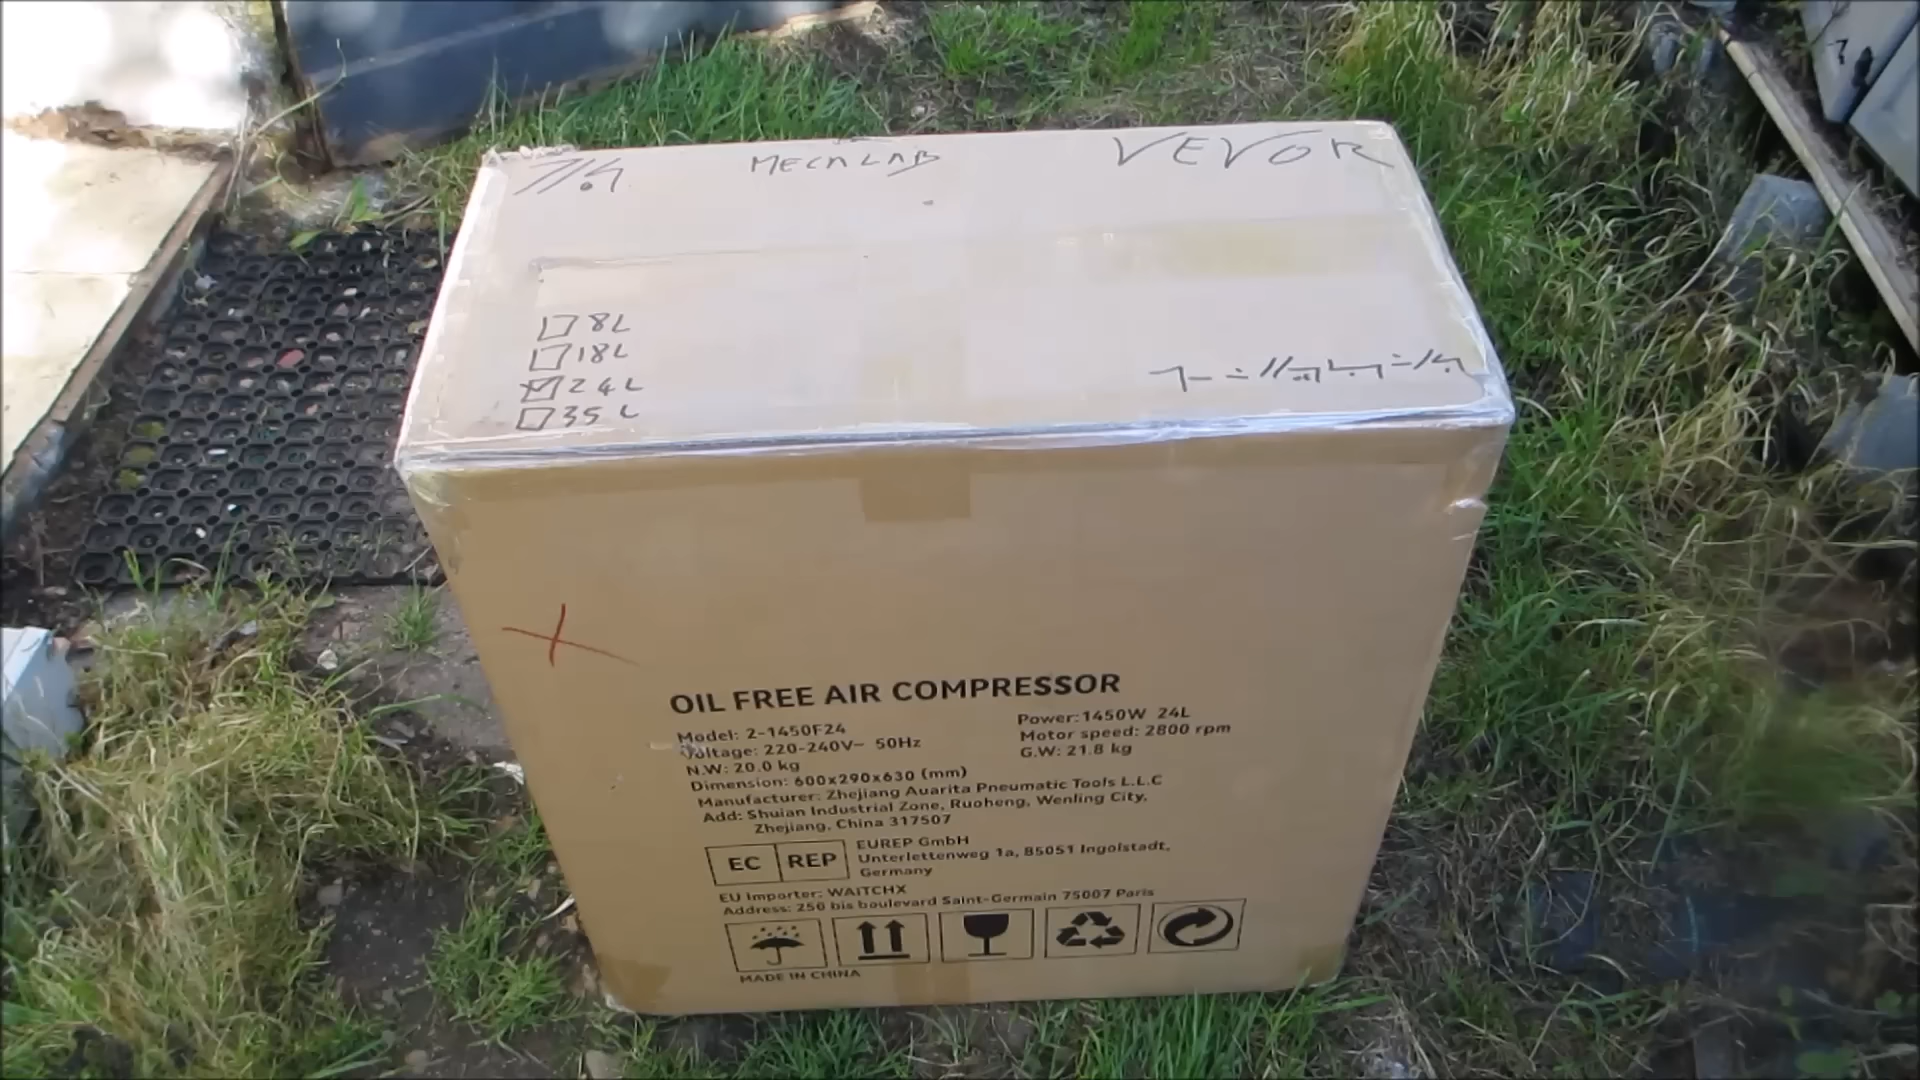 MECALAB
VEVOR
8L
18L
24L
35L
OIL FREE AIR COMPRESSOR
Model: 2-1450F24
Power:1450W 24L
Voltage: 220-240V~ 50Hz
Motor speed: 2800 rpm
N.W: 20.0 kg
G.W: 21.8 kg
Dimension: 600x290x630 (mm)
Manufacturer: Zhejiang Auarita Pneumatic Tools L.L.C
Add: Shuian Industrial Zone, Ruoheng, Wenling City,
Zhejiang, China 317507
EC REP
EUREP GmbH
Unterlettenweg 1a, 85051 Ingolstadt,
Germany
EU Importer: WAITCHX
Address: 250 bis boulevard Saint-Germain 75007 Paris
MADE IN CHINA